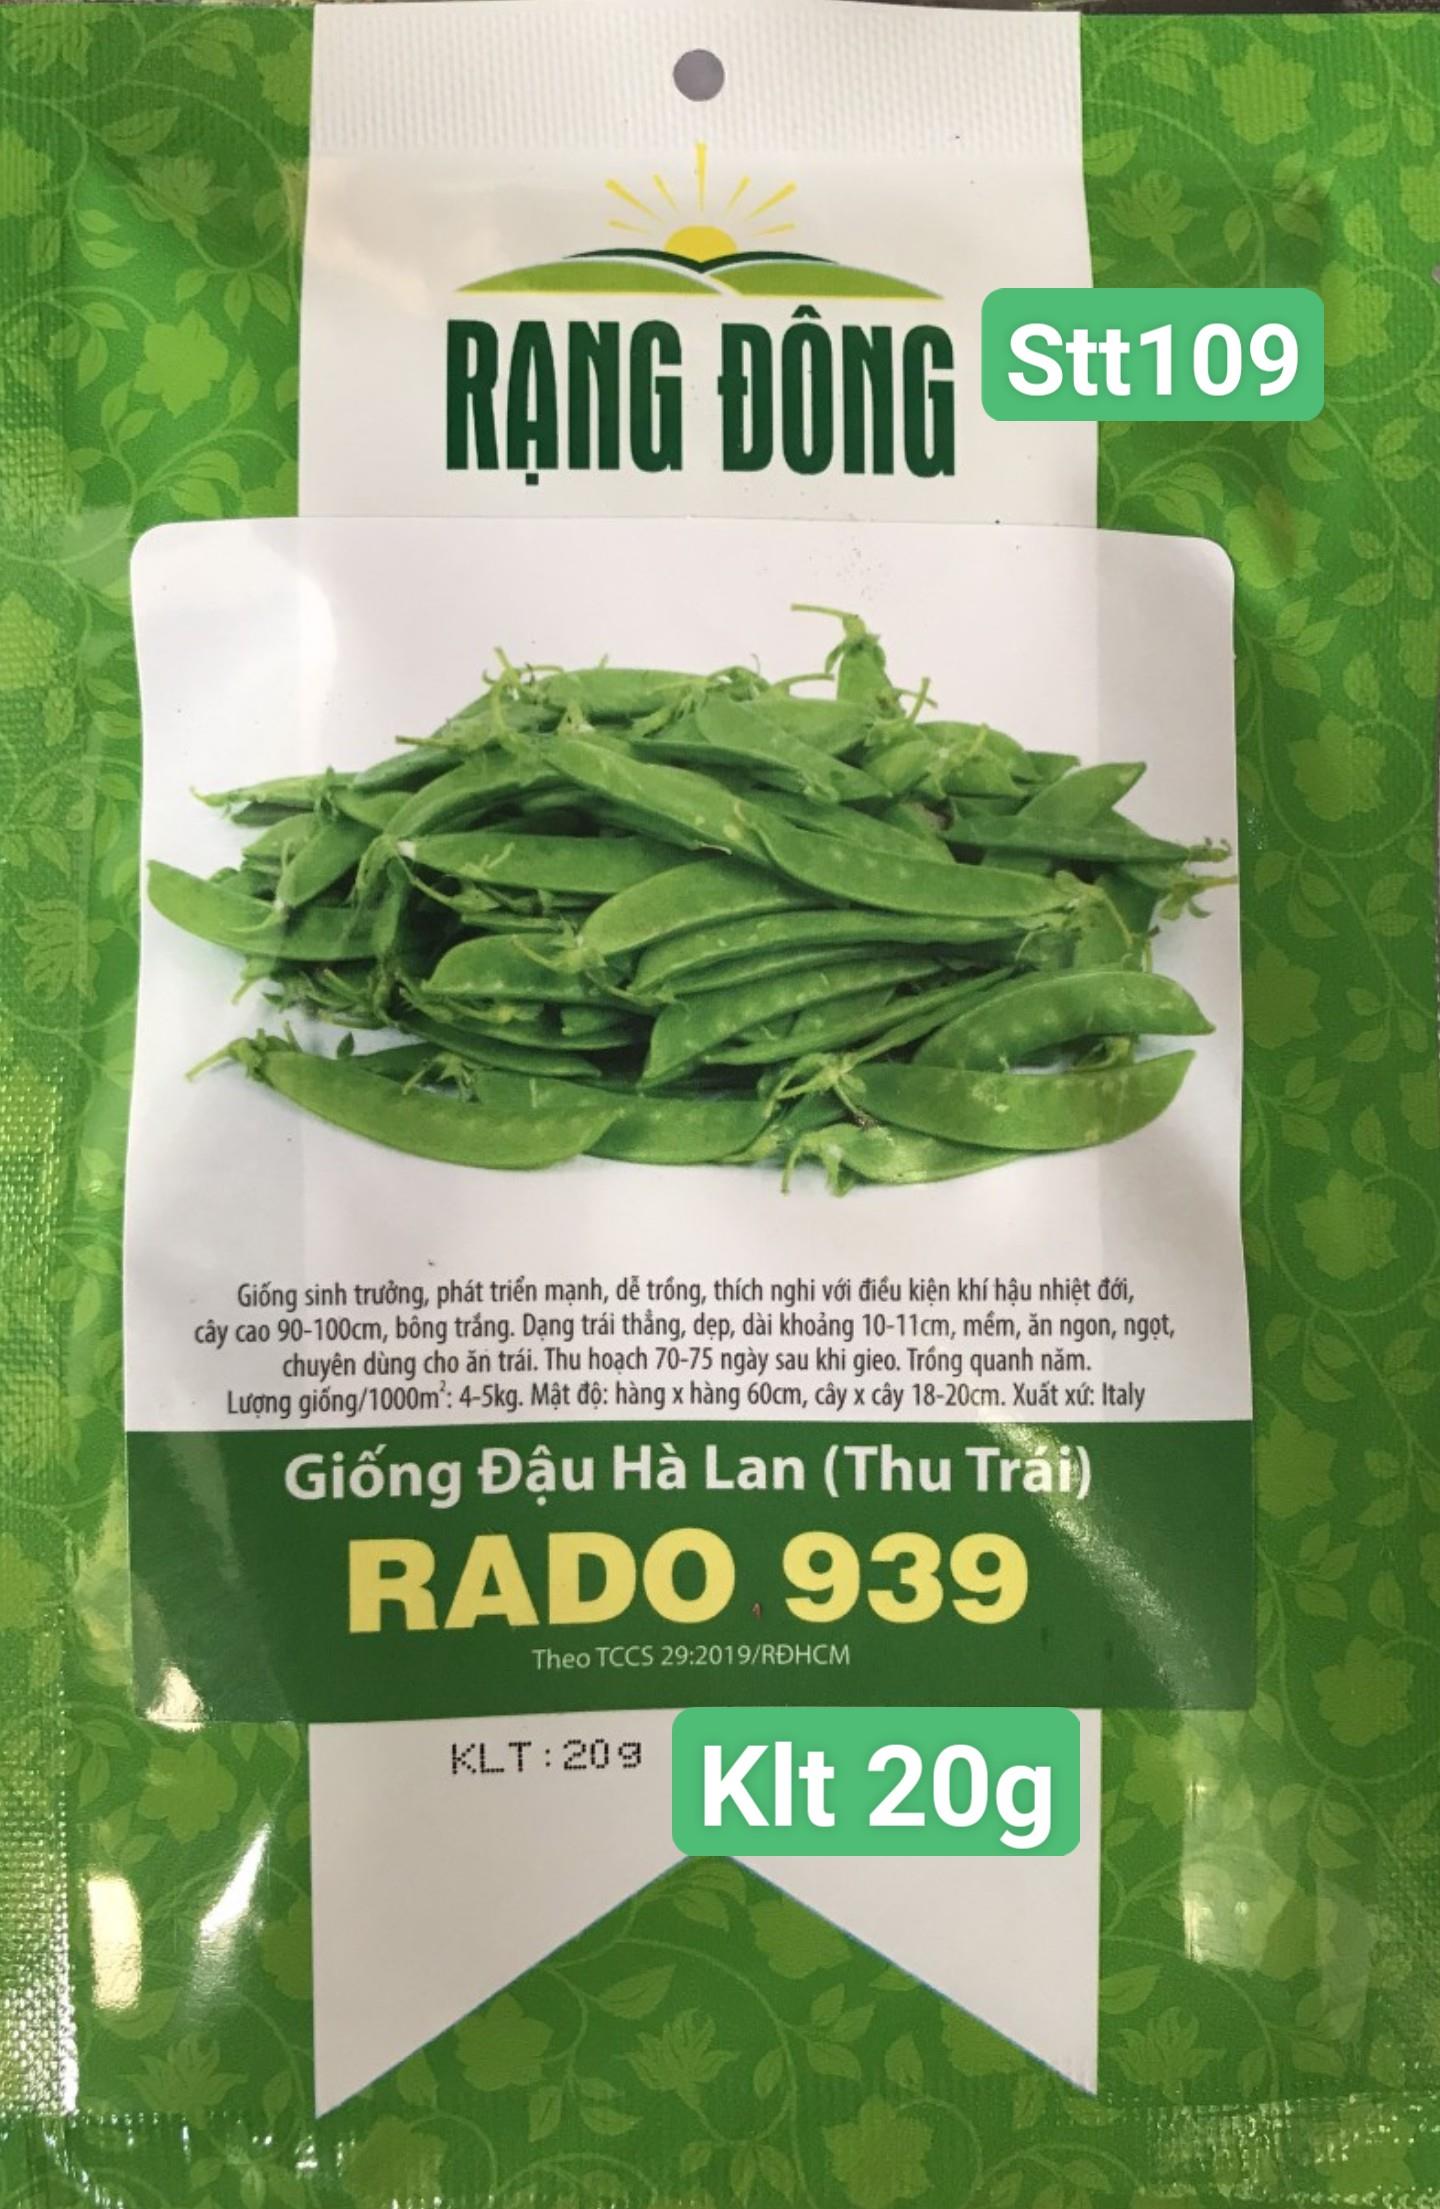 RẠNG ĐÔNG
Stt109
Giống sinh trưởng, phát triển mạnh, dễ trồng, thích nghi với điều kiện khí hậu nhiệt đới,
cây cao 90-100cm, bông trắng. Dạng trái thẳng, dẹp, dài khoảng 10-11cm, mềm, ăn ngon, ngọt,
chuyên dùng cho ăn trái. Thu hoạch 70-75 ngày sau khi gieo. Trồng quanh năm.
Lượng giống/1000m²: 4-5kg. Mật độ: hàng x hàng 60cm, cây x cây 18-20cm. Xuất xứ: Italy
Giống Đậu Hà Lan (Thu Trái)
RADO 939
Theo TCCS 29:2019/RĐHCM
KLT:20g
Klt 20g